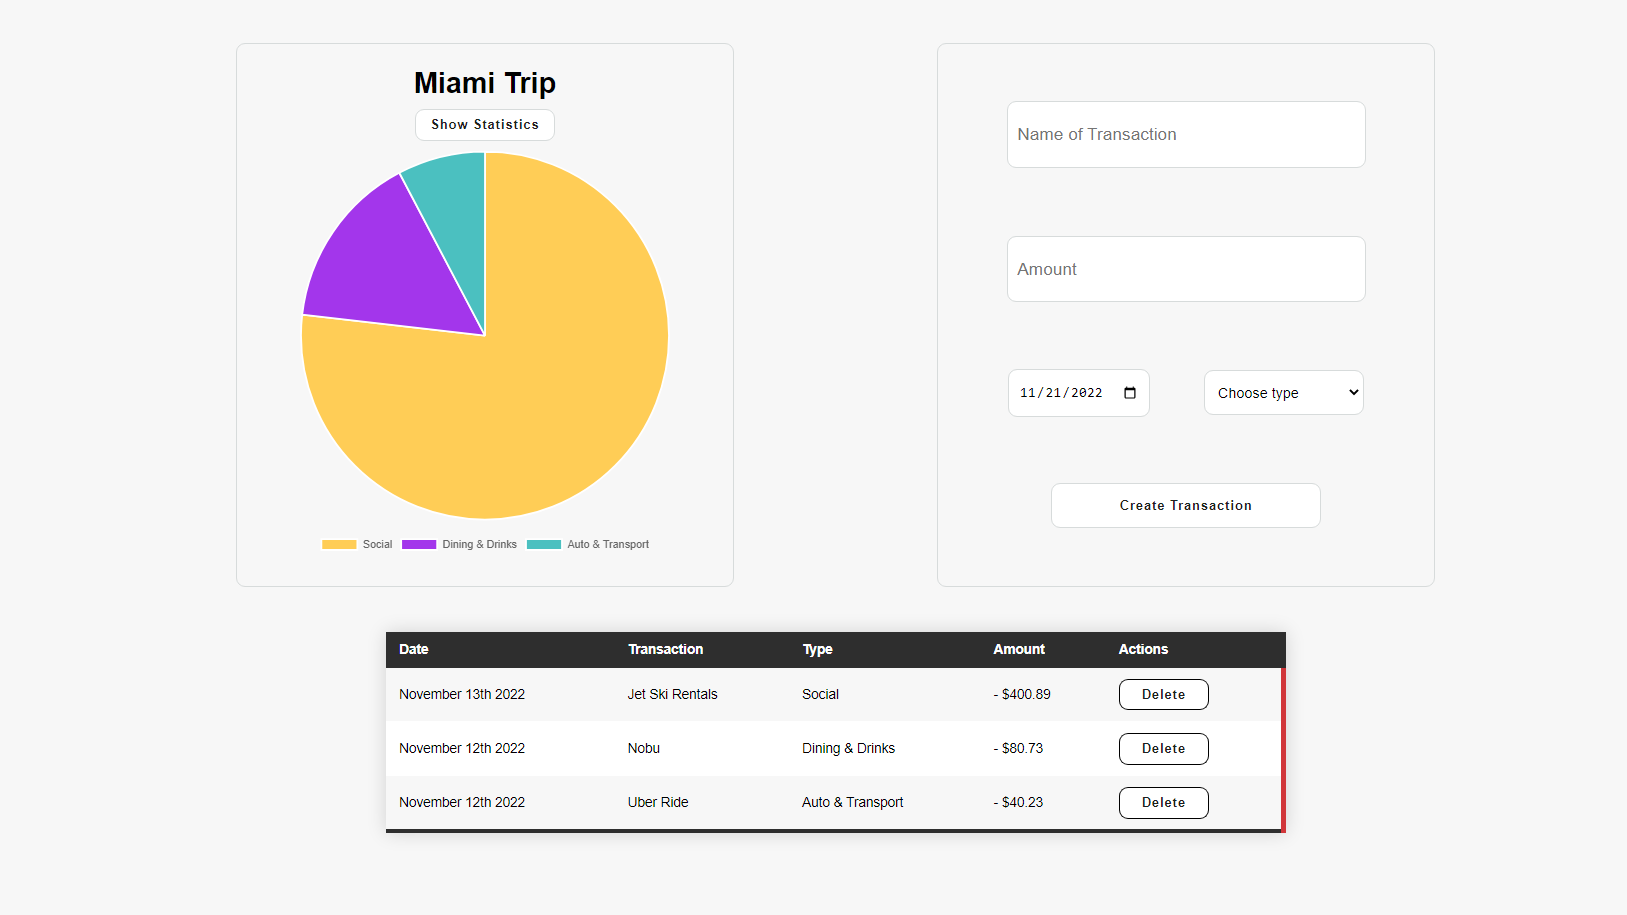 Miami Trip
Show Statistics
Social Dining & Drinks Auto & Transport
Name of Transaction
Amount
11/21/2022 Choose type
Create Transaction
Date Transaction Type Amount Actions
November 13th 2022 Jet Ski Rentals Social - $400.89 Delete
November 12th 2022 Nobu Dining & Drinks - $80.73 Delete
November 12th 2022 Uber Ride Auto & Transport - $40.23 Delete